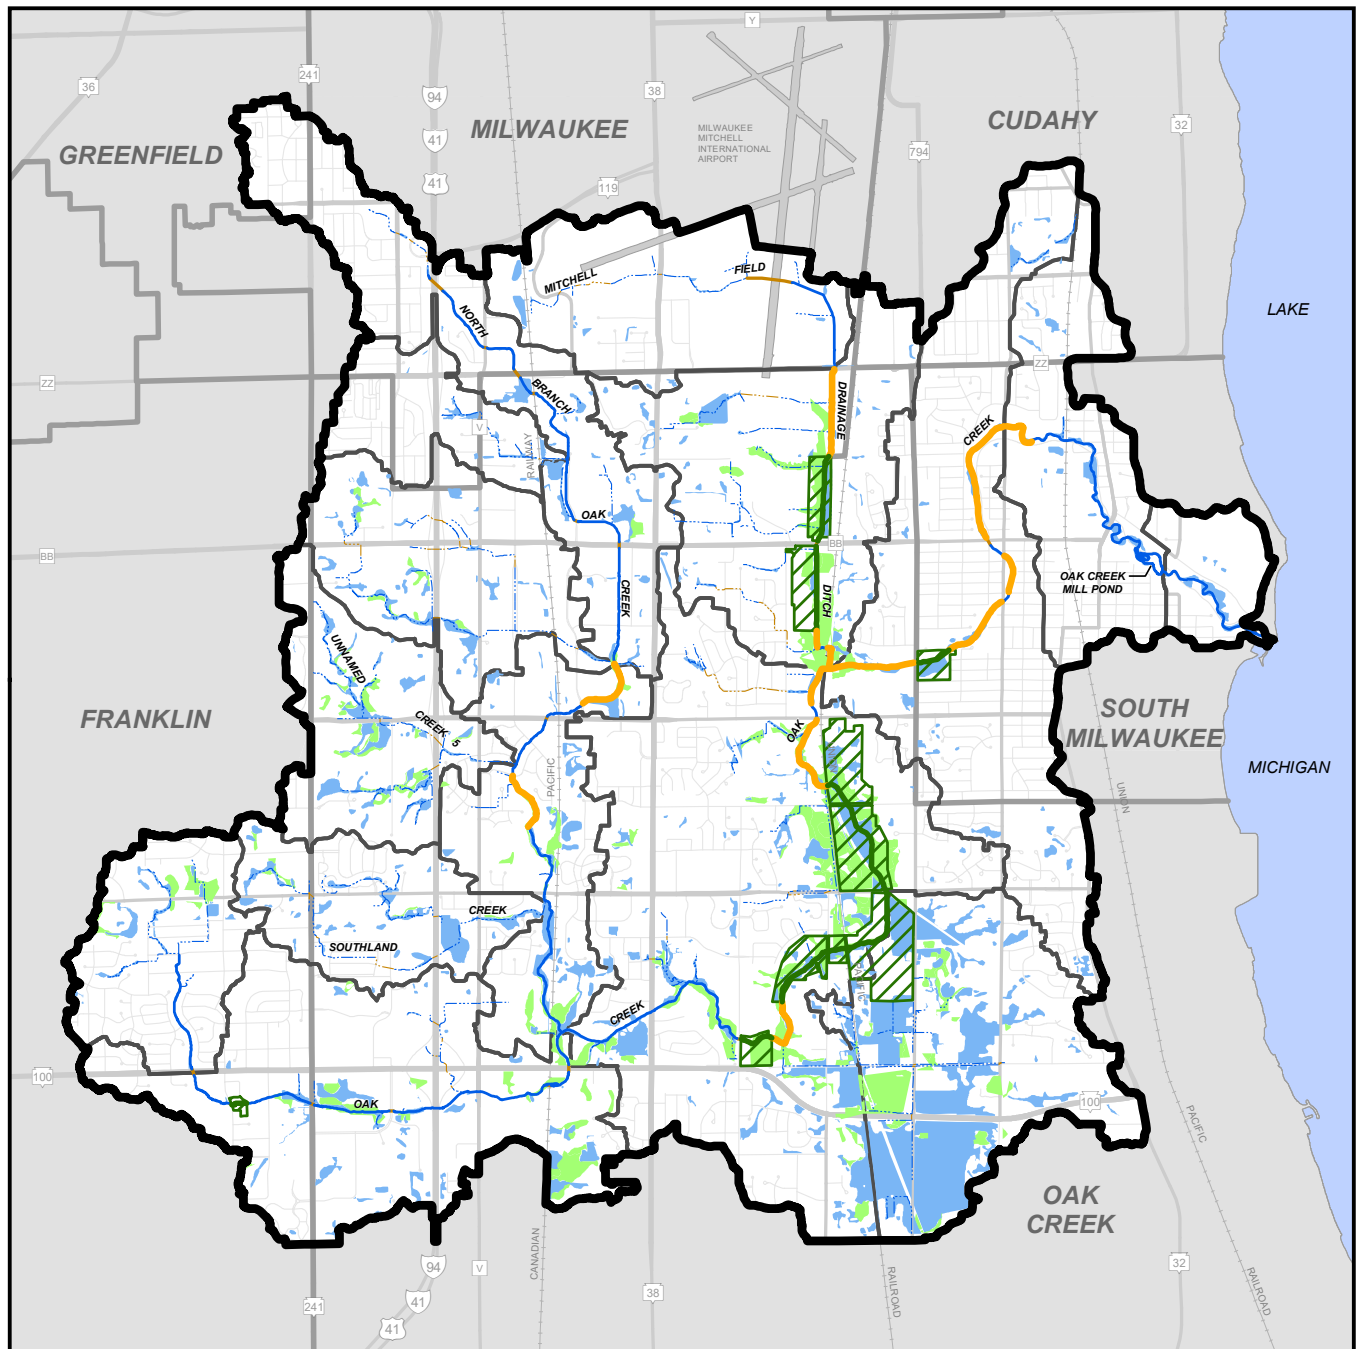 Y
36
241
94
38
MILWAUKEE
CUDAHY
32
MILWAUKEE
MITCHELL
INTERNATIONAL
AIRPORT
41
794
GREENFIELD
41
119
MITCHELL
FIELD
LAKE
NORTH
ZZ
ZZ
BRANCH
DRAINAGE
V
CREEK
RAILWAY
OAK
BB
BB
OAK CREEK
MILL POND
CREEK
DITCH
UNNAMED
FRANKLIN
CREEK 5
OAK
SOUTH
MILWAUKEE
MICHIGAN
PACIFIC
UNION
CREEK
SOUTHLAND
CREEK
100
OAK
100
PACIFIC
OAK
CREEK
CANADIAN
94
V
32
RAILROAD
RAILROAD
241
41
38
41